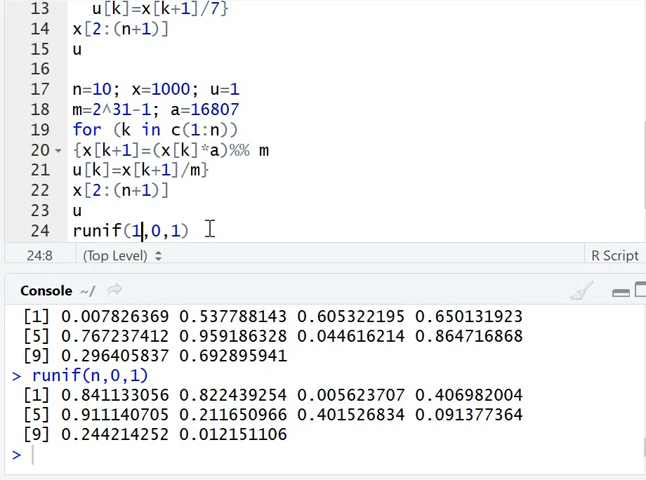 13 u[k]=x[k+1]/7}
14 x[2:(n+1)]
15 u
16
17 n=10; x=1000; u=1
18 m=2^31-1; a=16807
19 for (k in c(1:n))
20 {x[k+1]=(x[k]*a)%% m
21 u[k]=x[k+1]/m}
22 x[2:(n+1)]
23 u
24 runif(1,0,1)
24:8 (Top Level) R Script
Console ~/
[1] 0.007826369 0.537788143 0.605322195 0.650131923
[5] 0.767237412 0.959186328 0.044616214 0.864716868
[9] 0.296405837 0.692895941
> runif(n,0,1)
[1] 0.841133056 0.822439254 0.005623707 0.406982004
[5] 0.911140705 0.211650966 0.401526834 0.091377364
[9] 0.244214252 0.012151106
>